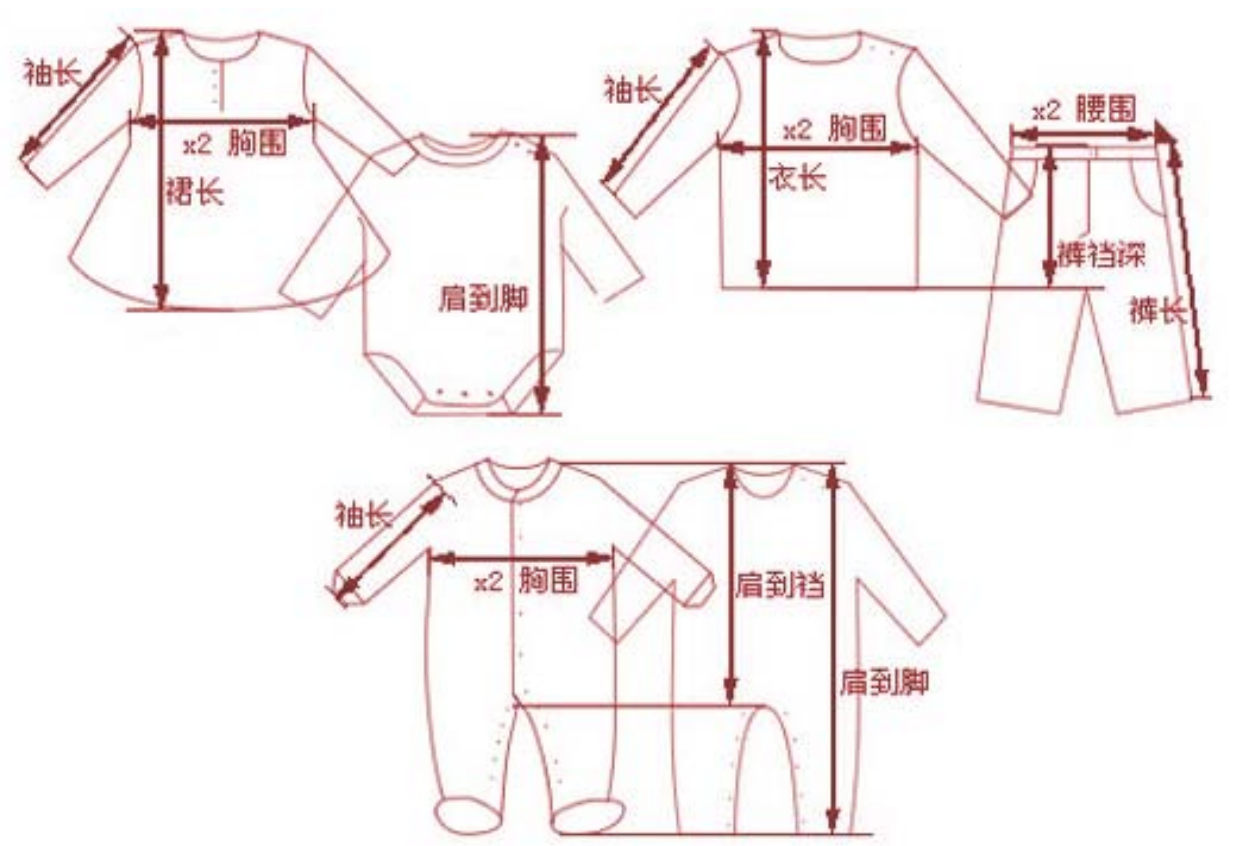 袖长
x2 胸围
裙长
肩到脚
袖长
x2 胸围
衣长
x2 腰围
裤裆深
裤长
袖长
x2 胸围
肩到裆
肩到脚